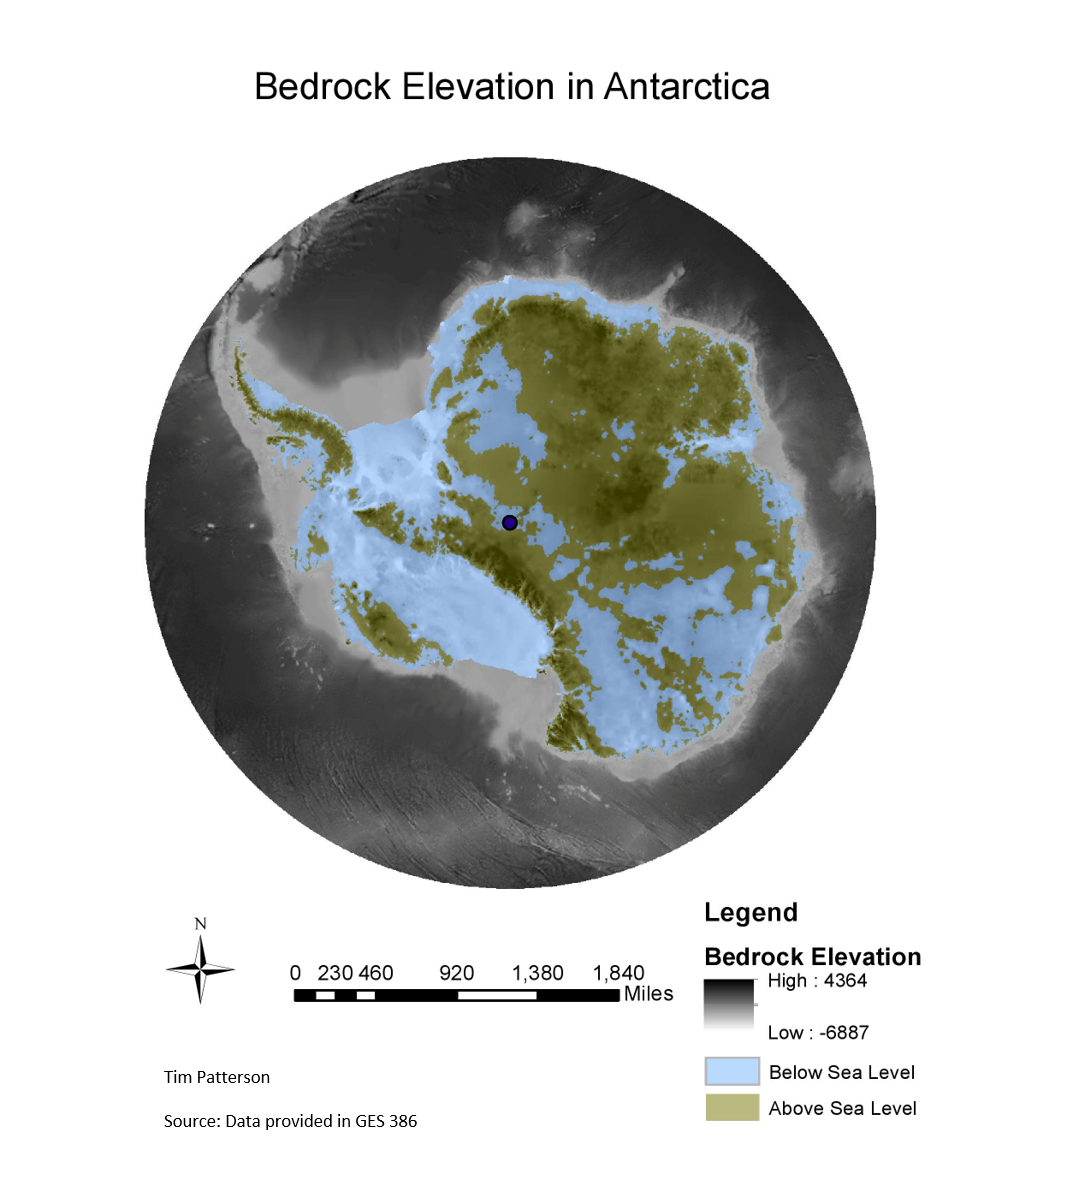 Bedrock Elevation in Antarctica
N
0 230 460 920 1,380 1,840
Miles
Legend
Bedrock Elevation
High : 4364
Low : -6887
Below Sea Level
Above Sea Level
Tim Patterson
Source: Data provided in GES 386